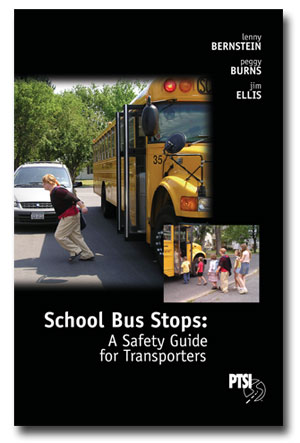 lenny
BERNSTEIN
peggy
BURNS
jim
ELLIS
35
School Bus Stops:
A Safety Guide
for Transporters
PTSI